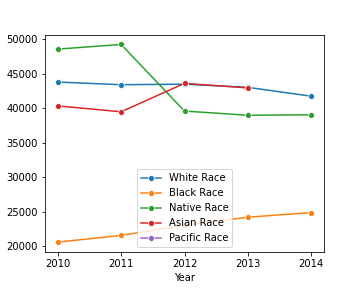 50000
45000
40000
35000
30000
25000
20000
White Race
Black Race
Native Race
Asian Race
Pacific Race
2010 2011 2012 2013 2014
Year